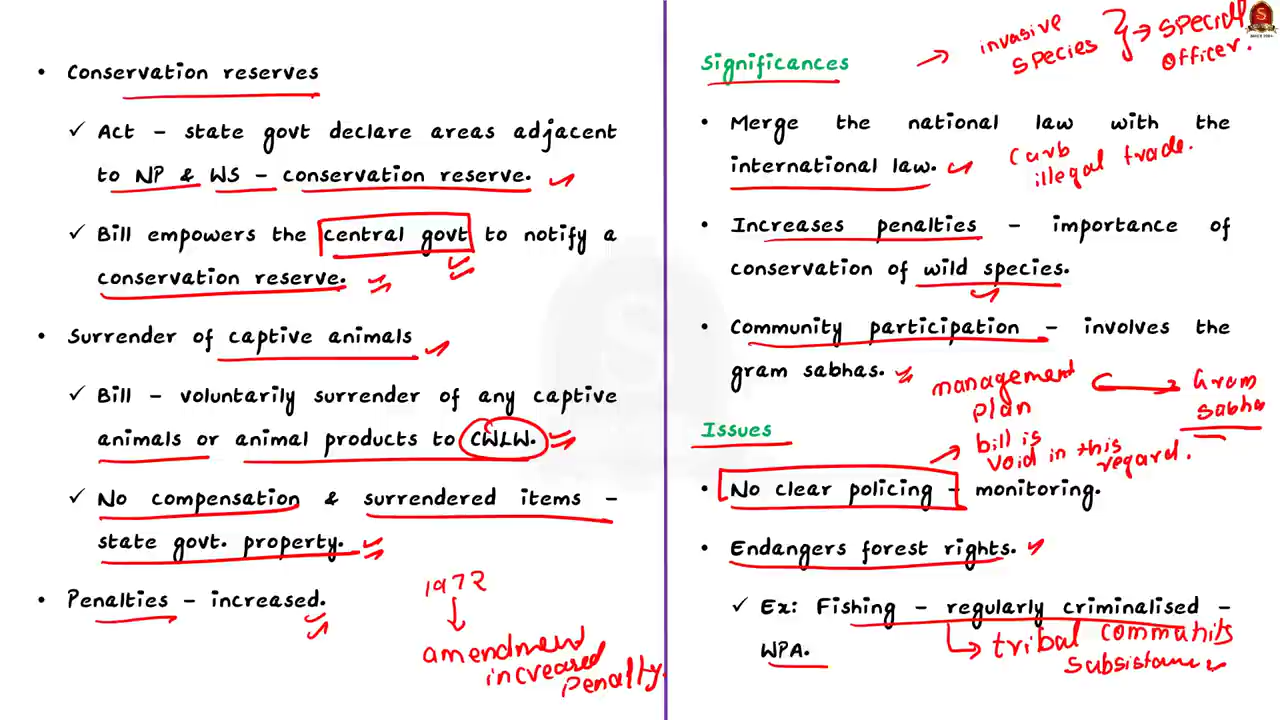 • Conservation reserves
✓ Act – state govt declare areas adjacent
to NP & WS – conservation reserve.
✓ Bill empowers the central govt to notify a
conservation reserve.
• Surrender of captive animals
✓ Bill – voluntarily surrender of any captive
animals or animal products to CWLW.
✓ No compensation & surrendered items –
state govt. property.
• Penalties – increased.
1972
amendment
increased
Penalty.
Significances
→ invasive
species } → special
officer.
• Merge the national law with the
international law.
Curb
illegal trade.
• Increases penalties – importance of
conservation of wild species.
• Community participation – involves the
gram sabhas.
management
plan
Gram
sabha
Issues
→ bill is
void in this
regard.
• No clear policing – monitoring.
• Endangers forest rights.
✓ Ex: Fishing – regularly criminalised –
WPA.
→ tribal
S